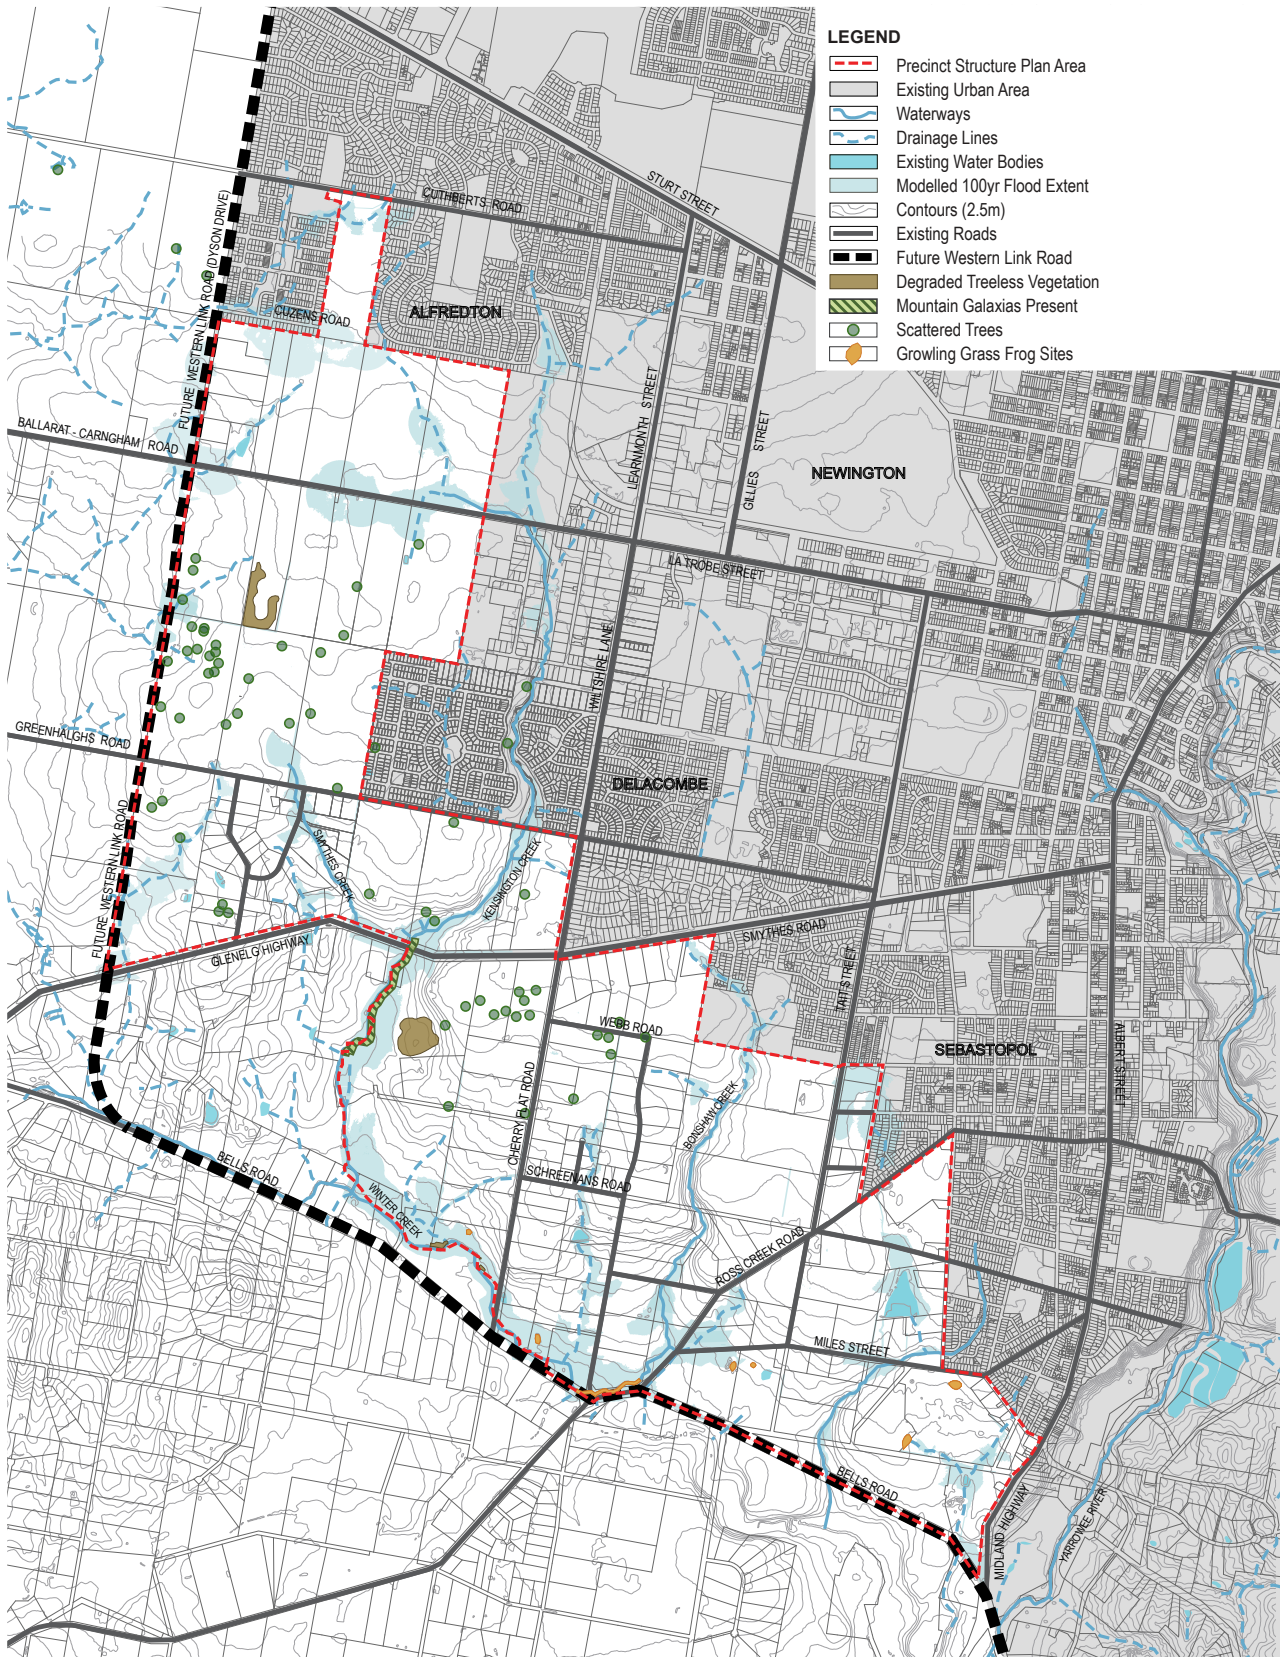 LEGEND
Precinct Structure Plan Area
Existing Urban Area
Waterways
Drainage Lines
Existing Water Bodies
Modelled 100yr Flood Extent
Contours (2.5m)
Existing Roads
Future Western Link Road
Degraded Treeless Vegetation
Mountain Galaxias Present
Scattered Trees
Growling Grass Frog Sites
STURT STREET
CUTHBERTS ROAD
FUTURE WESTERN LINK ROAD (DYSON DRIVE)
ALFREDTON
CUZENS ROAD
BALLARAT - CARNGHAM ROAD
LEARNMONTH STREET
GILLIES STREET
NEWINGTON
LA TROBE STREET
WILTSHIRE LANE
GREENHALGHS ROAD
DELACOMBE
FUTURE WESTERN LINK ROAD
SMYTHES CREEK
KENSINGTON CREEK
GLENELG HIGHWAY
SMYTHES ROAD
TAIT STREET
WEBB ROAD
SEBASTOPOL
ALBERT STREET
CHERRY FLAT ROAD
BONSHAW CREEK
BELLS ROAD
SCHREENANS ROAD
WINTER CREEK
ROSS CREEK ROAD
MILES STREET
BELLS ROAD
MIDLAND HIGHWAY
YARROWEE RIVER